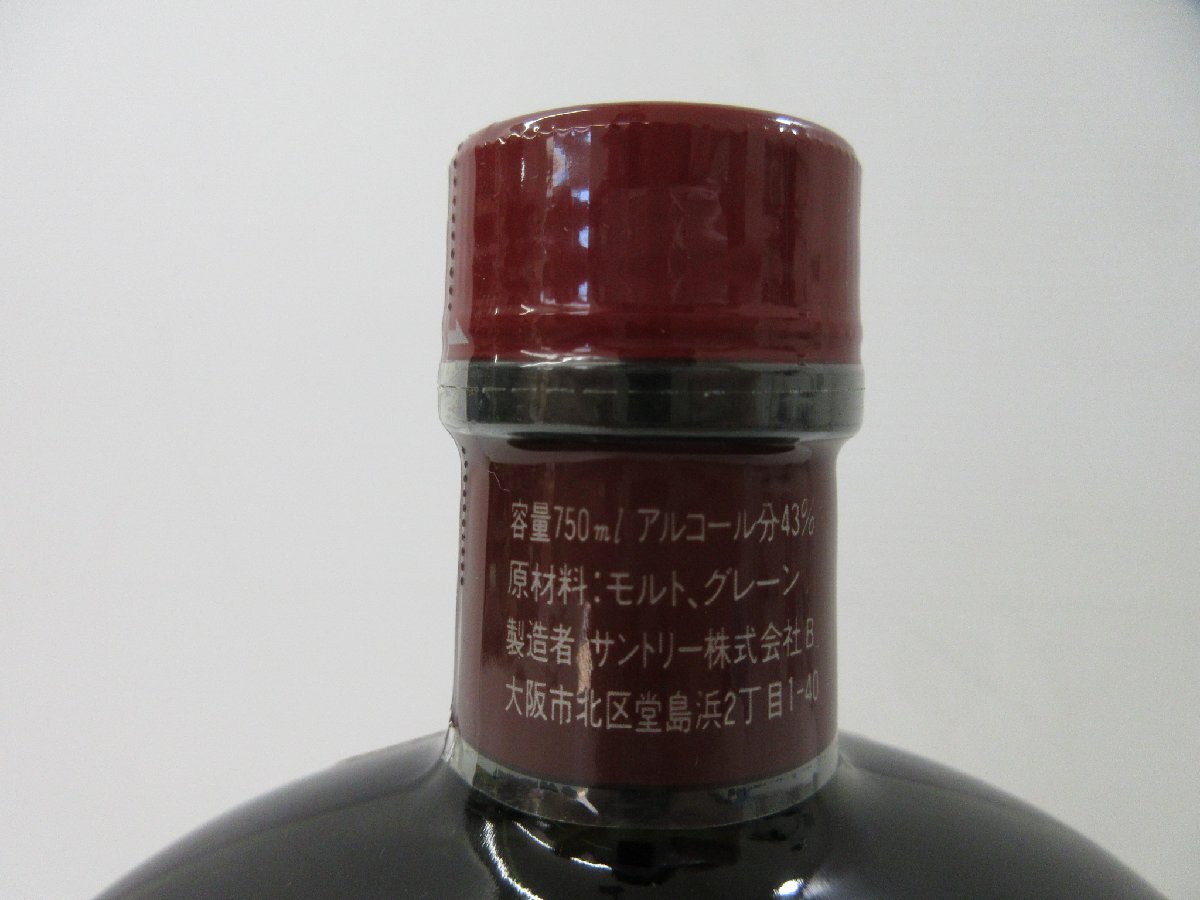 容量750ml アルコール分43%
原材料:モルト、グレーン
製造者 サントリー株式会社B
大阪市北区堂島浜2丁目1-40